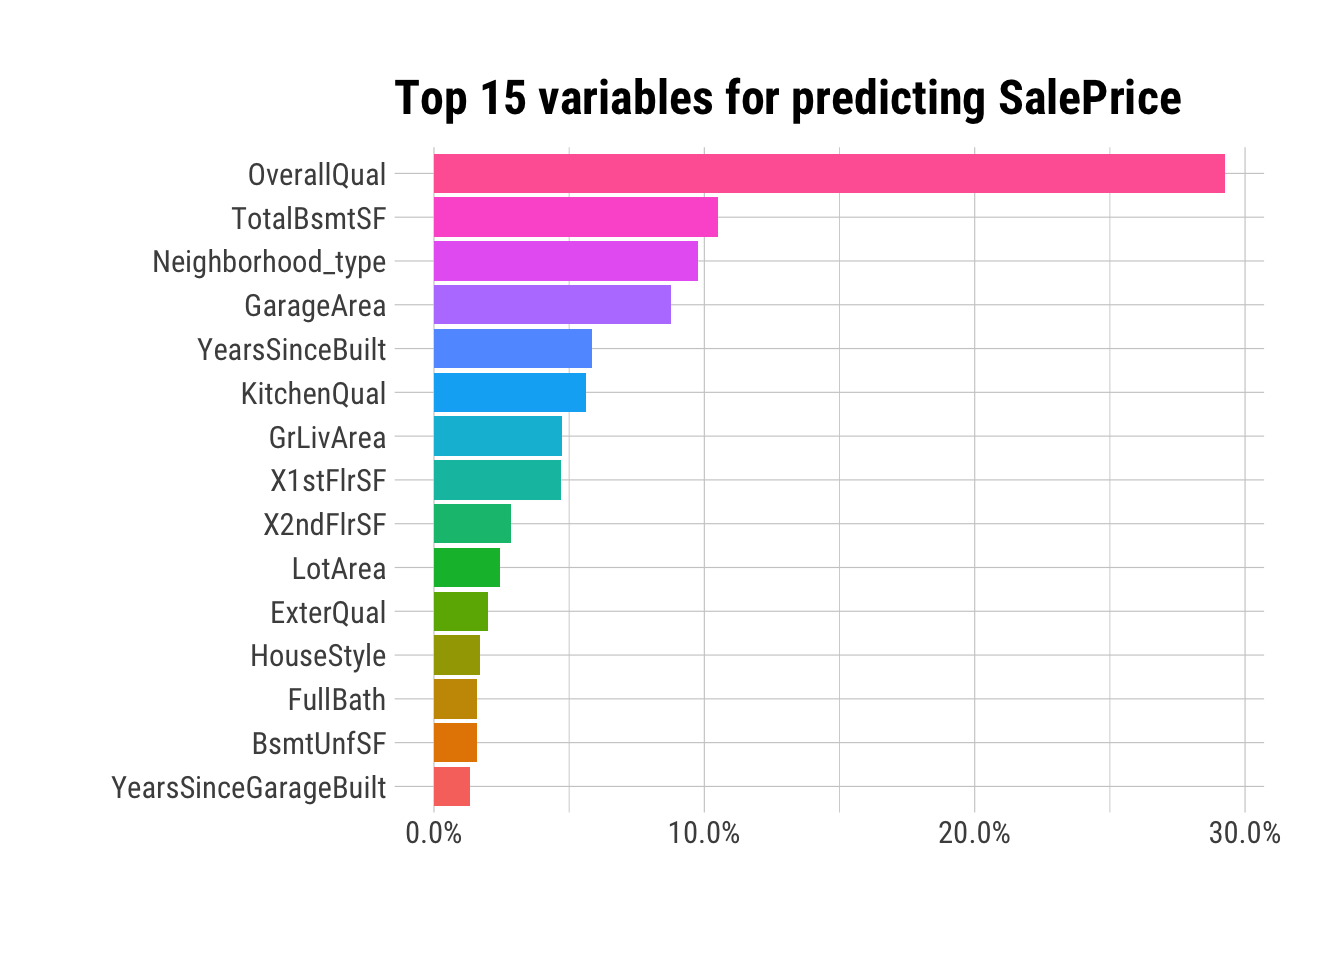 Top 15 variables for predicting SalePrice
OverallQual
TotalBsmtSF
Neighborhood_type
GarageArea
YearsSinceBuilt
KitchenQual
GrLivArea
X1stFlrSF
X2ndFlrSF
LotArea
ExterQual
HouseStyle
FullBath
BsmtUnfSF
YearsSinceGarageBuilt
0.0% 10.0% 20.0% 30.0%